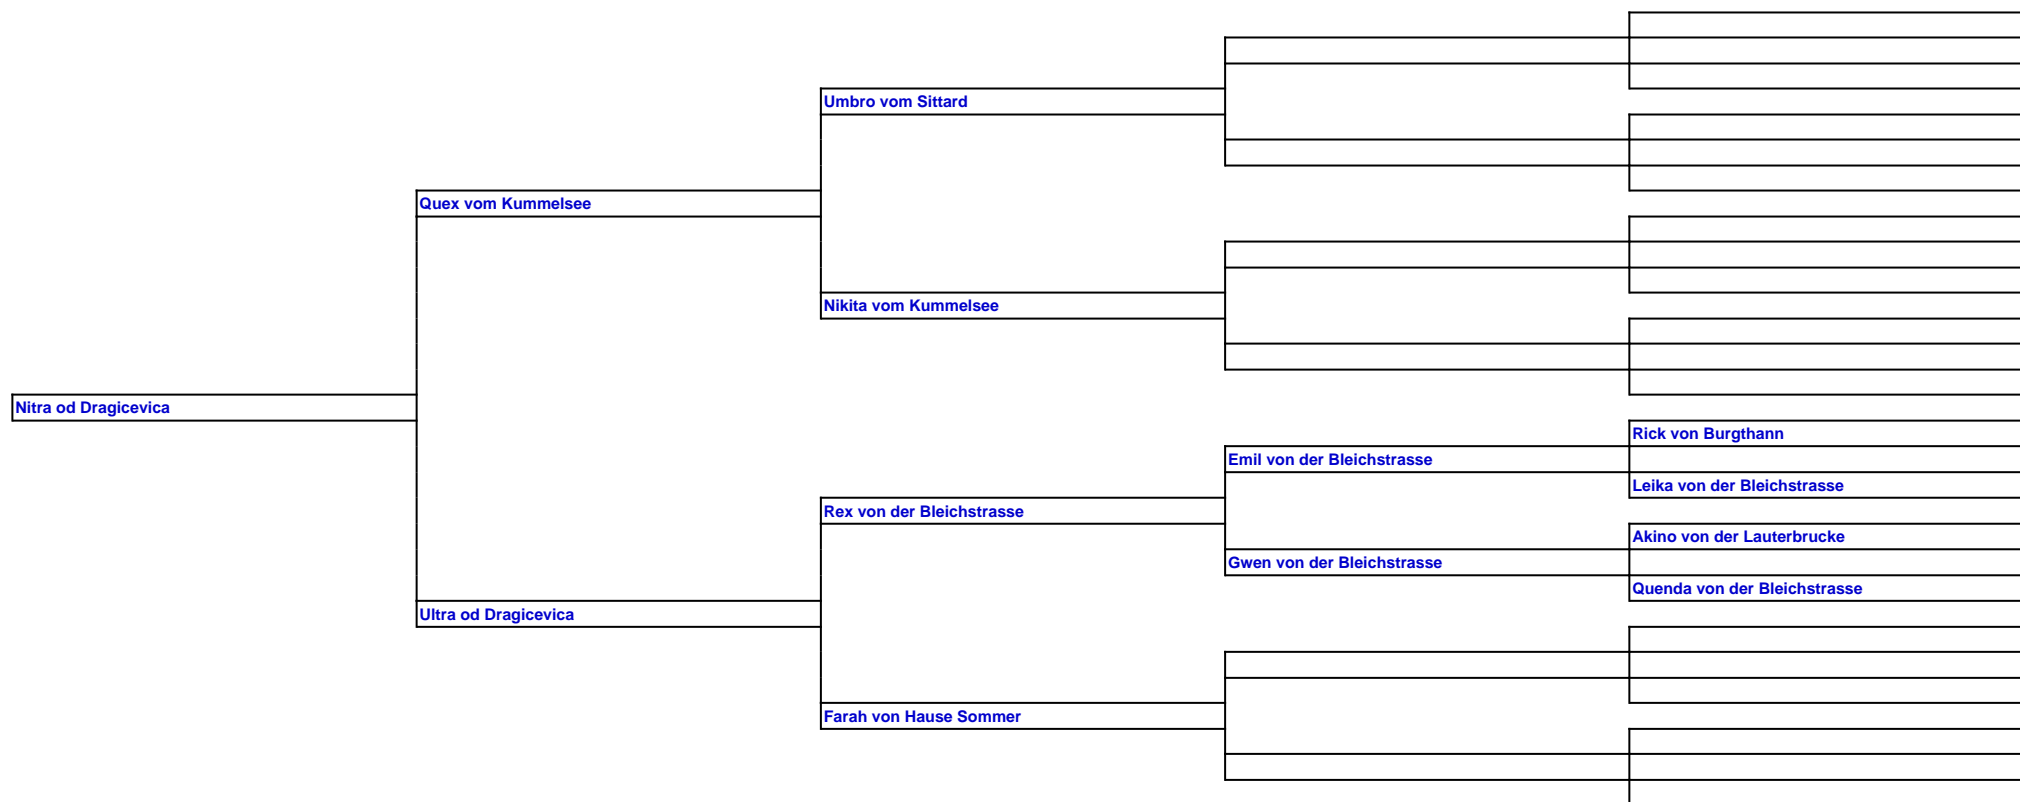 Umbro vom Sittard
Quex vom Kummelsee
Nikita vom Kummelsee
Nitra od Dragicevica
Rick von Burgthann
Emil von der Bleichstrasse
Leika von der Bleichstrasse
Rex von der Bleichstrasse
Akino von der Lauterbrucke
Gwen von der Bleichstrasse
Quenda von der Bleichstrasse
Ultra od Dragicevica
Farah von Hause Sommer